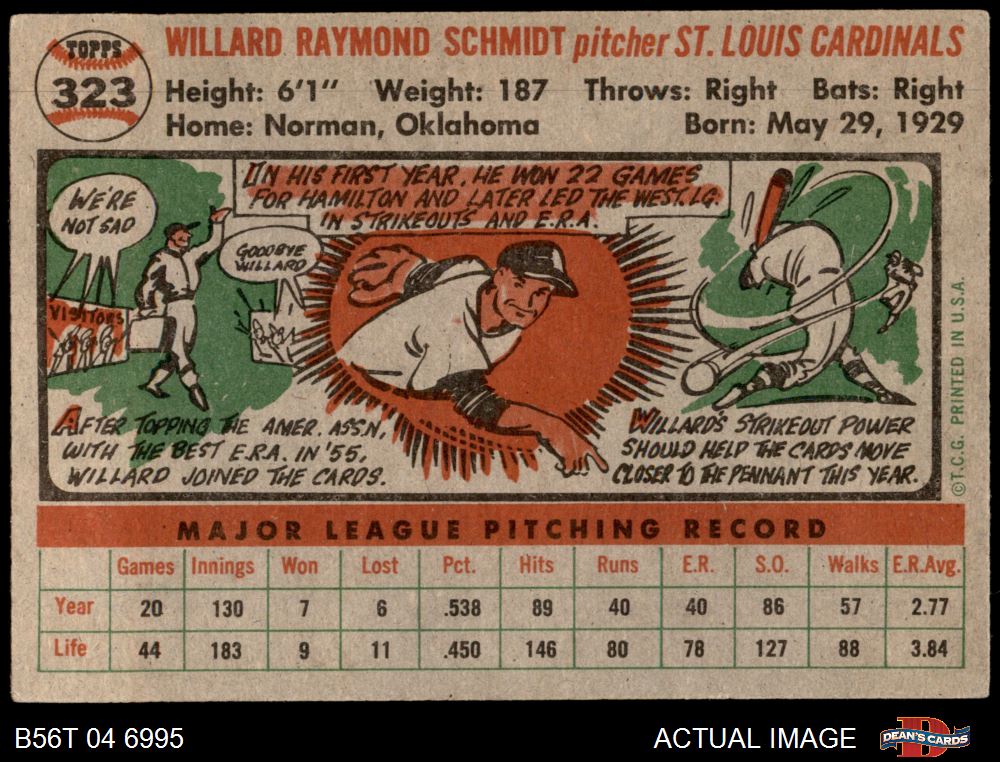 TOPPS
323
WILLARD RAYMOND SCHMIDT pitcher ST. LOUIS CARDINALS
Height: 6'1" Weight: 187 Throws: Right Bats: Right
Home: Norman, Oklahoma Born: May 29, 1929
IN HIS FIRST YEAR, HE WON 22 GAMES
FOR HAMILTON AND LATER LED THE WEST. LG.
IN STRIKEOUTS AND E.R.A.
WE'RE
NOT SAD
GOODBYE
WILLARD
VISITORS
AFTER TOPPING THE AMER. ASS'N.
WITH THE BEST E.R.A. IN '55,
WILLARD JOINED THE CARDS.
WILLARD'S STRIKEOUT POWER
SHOULD HELP THE CARDS MOVE
CLOSER TO THE PENNANT THIS YEAR.
©T.C.G. PRINTED IN U.S.A.
MAJOR LEAGUE PITCHING RECORD
Games Innings Won Lost Pct. Hits Runs E.R. S.O. Walks E.R.Avg.
Year 20 130 7 6 .538 89 40 40 86 57 2.77
Life 44 183 9 11 .450 146 80 78 127 88 3.84
B56T 04 6995 ACTUAL IMAGE
DEAN'S CARDS